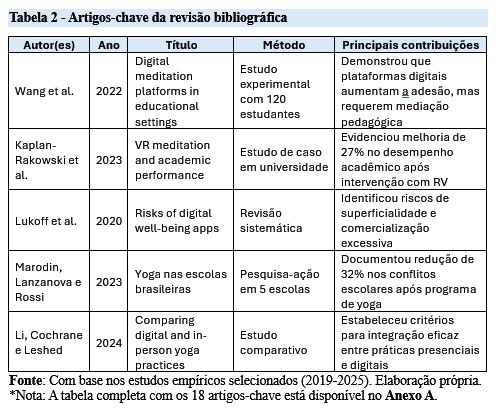 Tabela 2 - Artigos-chave da revisão bibliográfica
Autor(es) Ano Título Método Principais contribuições
Wang et al. 2022 Digital meditation platforms in educational settings Estudo experimental com 120 estudantes Demonstrou que plataformas digitais aumentam a adesão, mas requerem mediação pedagógica
Kaplan-Rakowski et al. 2023 VR meditation and academic performance Estudo de caso em universidade Evidenciou melhoria de 27% no desempenho acadêmico após intervenção com RV
Lukoff et al. 2020 Risks of digital well-being apps Revisão sistemática Identificou riscos de superficialidade e comercialização excessiva
Marodin, Lanzanova e Rossi 2023 Yoga nas escolas brasileiras Pesquisa-ação em 5 escolas Documentou redução de 32% nos conflitos escolares após programa de yoga
Li, Cochrane e Leshed 2024 Comparing digital and in-person yoga practices Estudo comparativo Estabeleceu critérios para integração eficaz entre práticas presenciais e digitais
Fonte: Com base nos estudos empíricos selecionados (2019-2025). Elaboração própria.
*Nota: A tabela completa com os 18 artigos-chave está disponível no Anexo A.